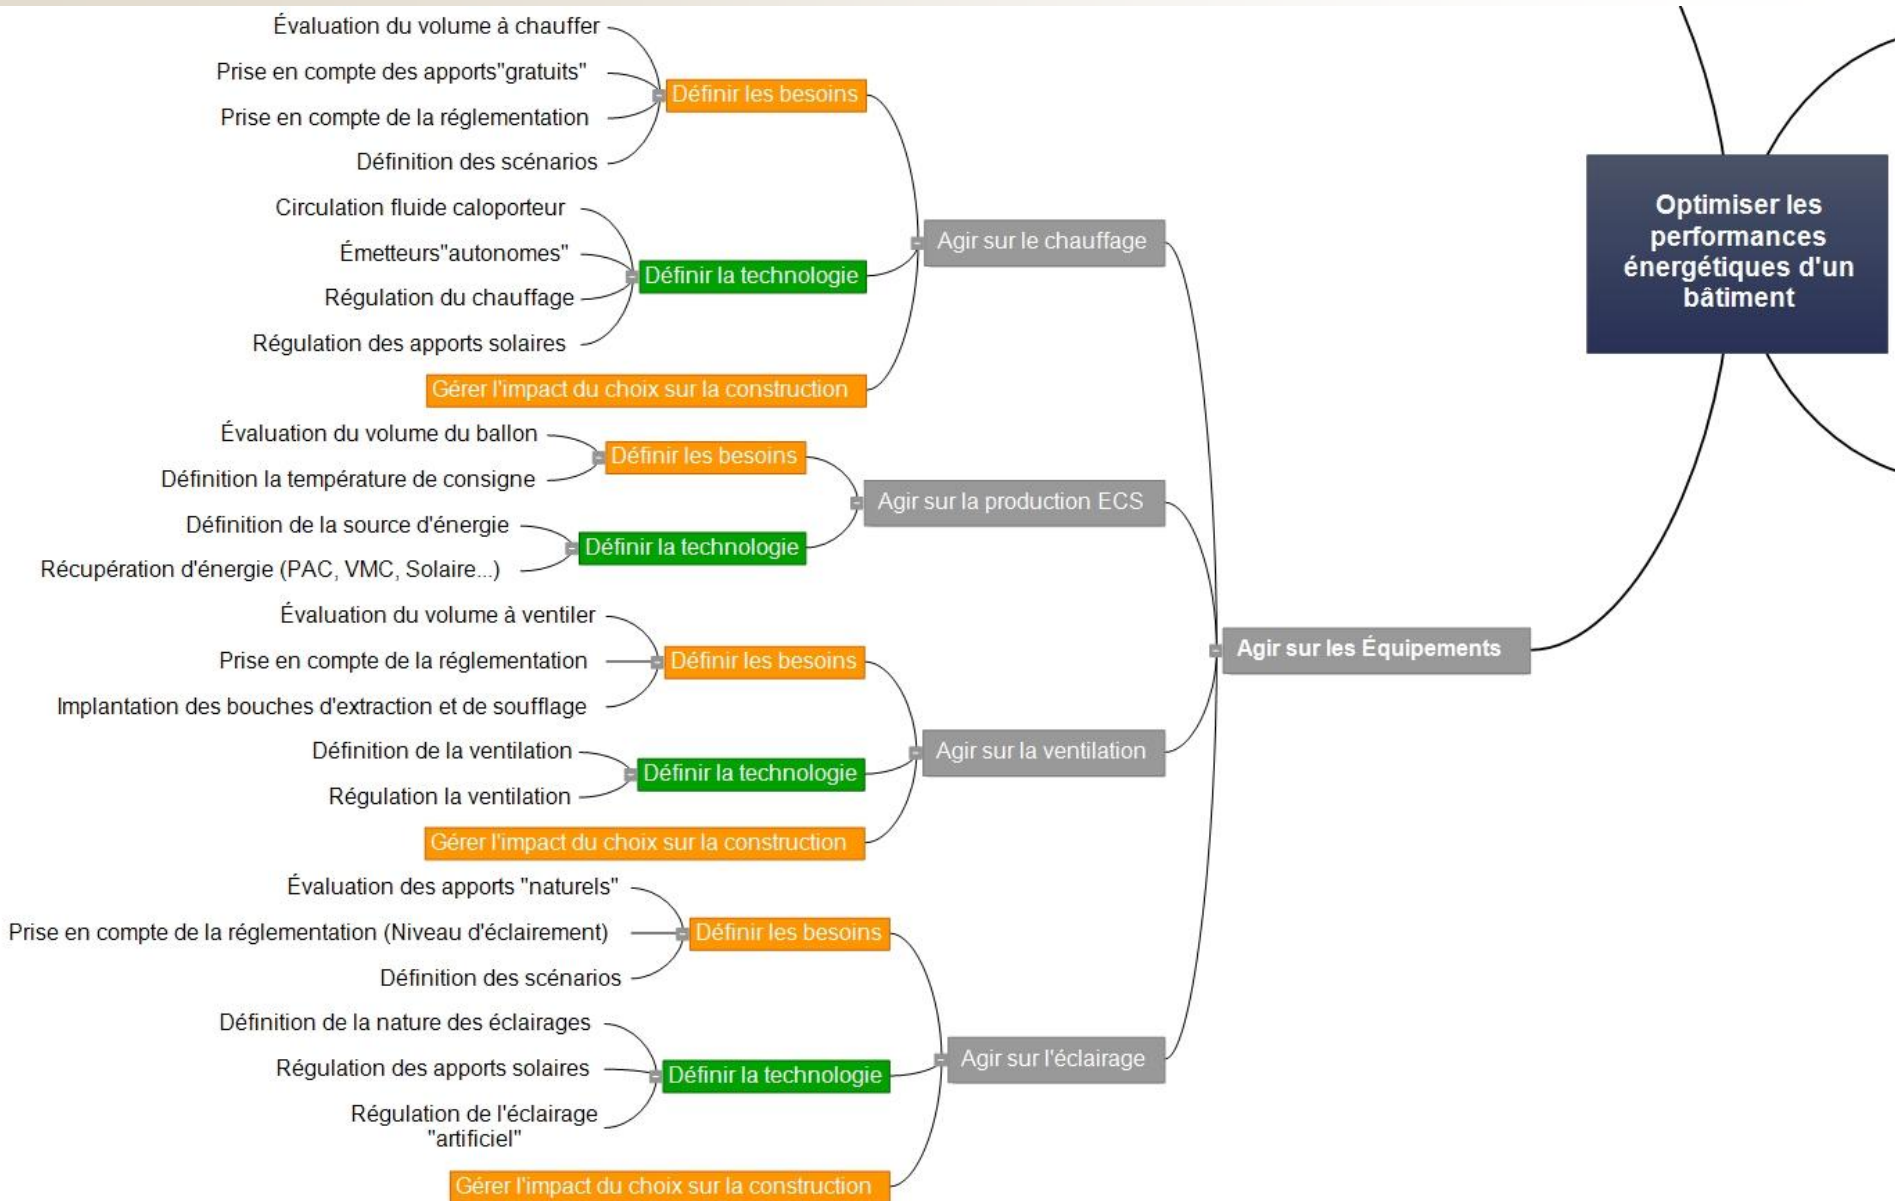 Évaluation du volume à chauffer
Prise en compte des apports"gratuits"
Prise en compte de la réglementation
Définition des scénarios
Définir les besoins
Circulation fluide caloporteur
Émetteurs"autonomes"
Régulation du chauffage
Régulation des apports solaires
Définir la technologie
Gérer l'impact du choix sur la construction
Agir sur le chauffage
Évaluation du volume du ballon
Définition la température de consigne
Définir les besoins
Définition de la source d'énergie
Récupération d'énergie (PAC, VMC, Solaire...)
Définir la technologie
Agir sur la production ECS
Évaluation du volume à ventiler
Prise en compte de la réglementation
Implantation des bouches d'extraction et de soufflage
Définir les besoins
Définition de la ventilation
Régulation la ventilation
Définir la technologie
Gérer l'impact du choix sur la construction
Agir sur la ventilation
Évaluation des apports "naturels"
Prise en compte de la réglementation (Niveau d'éclairement)
Définition des scénarios
Définir les besoins
Définition de la nature des éclairages
Régulation des apports solaires
Régulation de l'éclairage
"artificiel"
Définir la technologie
Gérer l'impact du choix sur la construction
Agir sur l'éclairage
Agir sur les Équipements
Optimiser les
performances
énergétiques d'un
bâtiment